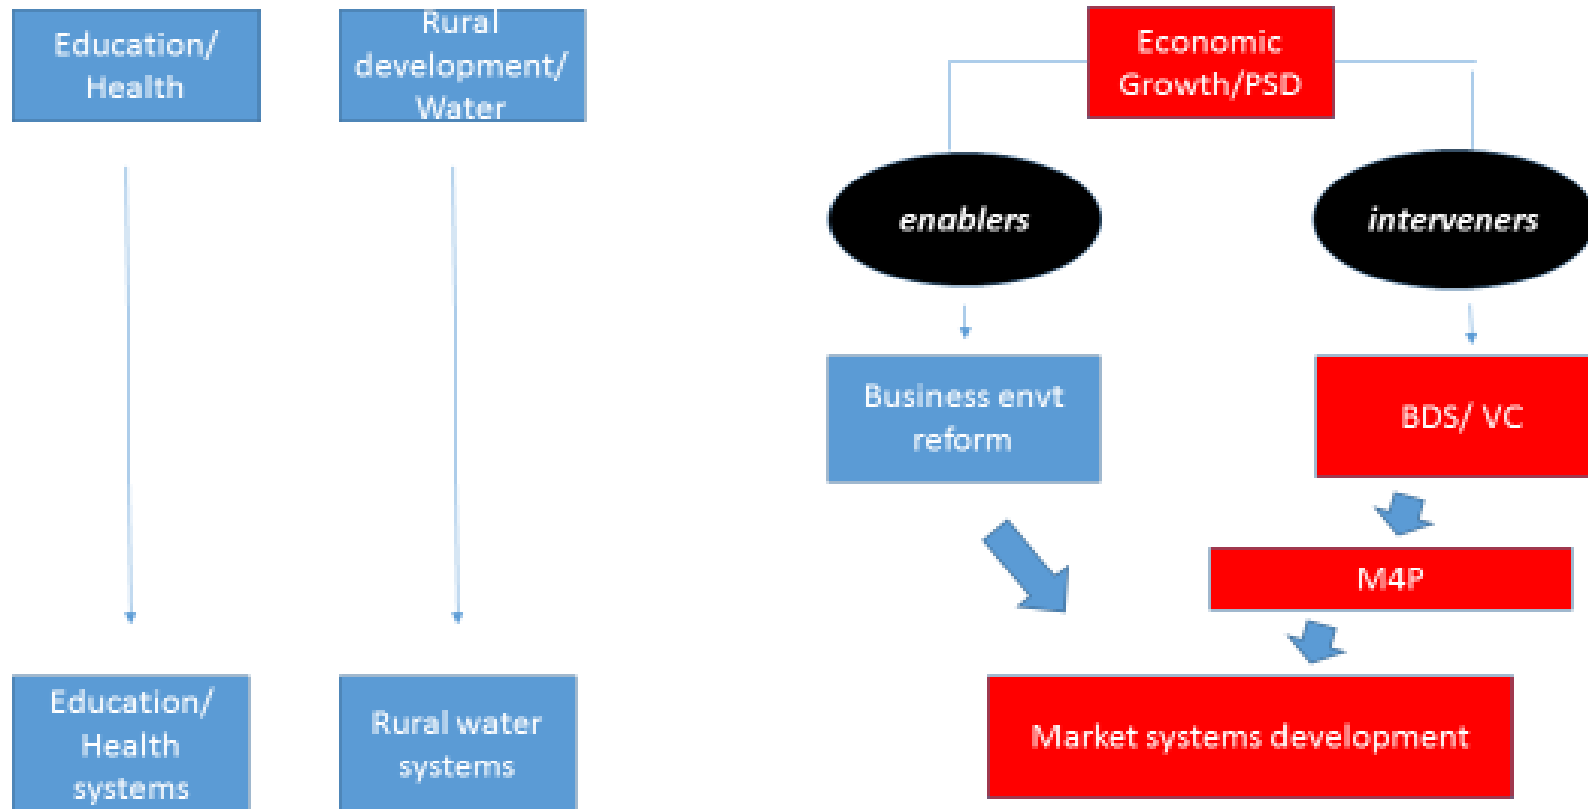 Education/
Health
Rural
development/
Water
Economic
Growth/PSD
enablers
interveners
Business envt
reform
BDS/ VC
M4P
Education/
Health
systems
Rural water
systems
Market systems development